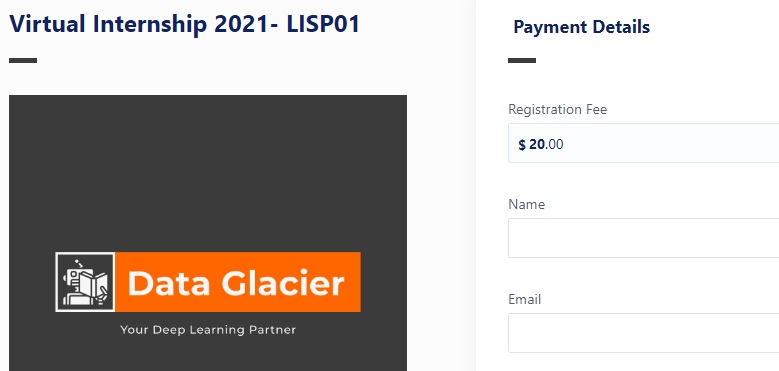 Virtual Internship 2021- LISP01
Data Glacier
Your Deep Learning Partner
Payment Details
Registration Fee
$ 20.00
Name
Email